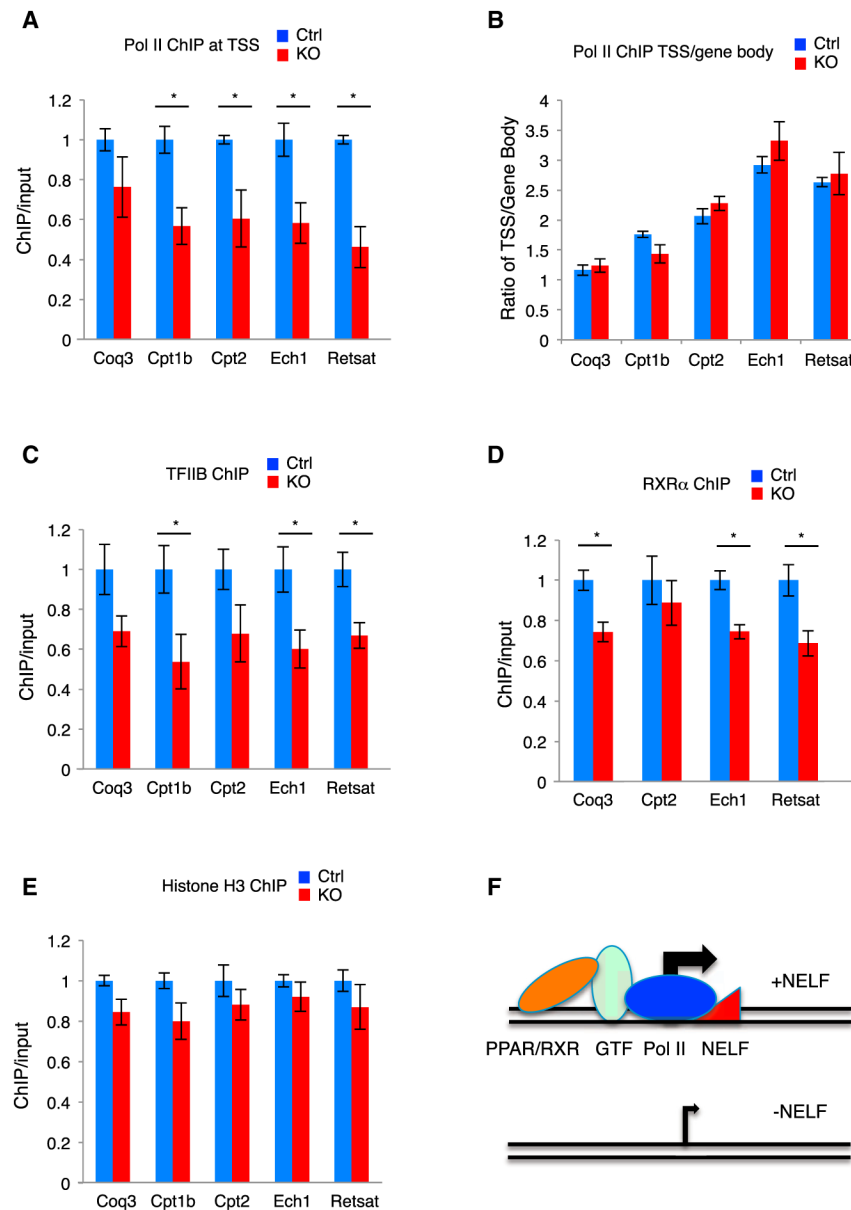 A
Pol II ChIP at TSS
Ctrl
KO
* * * *
1.2
1
0.8
0.6
0.4
0.2
0
ChIP/input
Coq3 Cpt1b Cpt2 Ech1 Retsat
B
Pol II ChIP TSS/gene body
Ctrl
KO
4
3.5
3
2.5
2
1.5
1
0.5
0
Ratio of TSS/Gene Body
Coq3 Cpt1b Cpt2 Ech1 Retsat
C
TFIIB ChIP
Ctrl
KO
* * *
1.2
1
0.8
0.6
0.4
0.2
0
ChIP/input
Coq3 Cpt1b Cpt2 Ech1 Retsat
D
RXRα ChIP
Ctrl
KO
* * *
1.2
1
0.8
0.6
0.4
0.2
0
ChIP/input
Coq3 Cpt2 Ech1 Retsat
E
Histone H3 ChIP
Ctrl
KO
1.2
1
0.8
0.6
0.4
0.2
0
ChIP/input
Coq3 Cpt1b Cpt2 Ech1 Retsat
F
+NELF
PPAR/RXR GTF Pol II NELF
-NELF